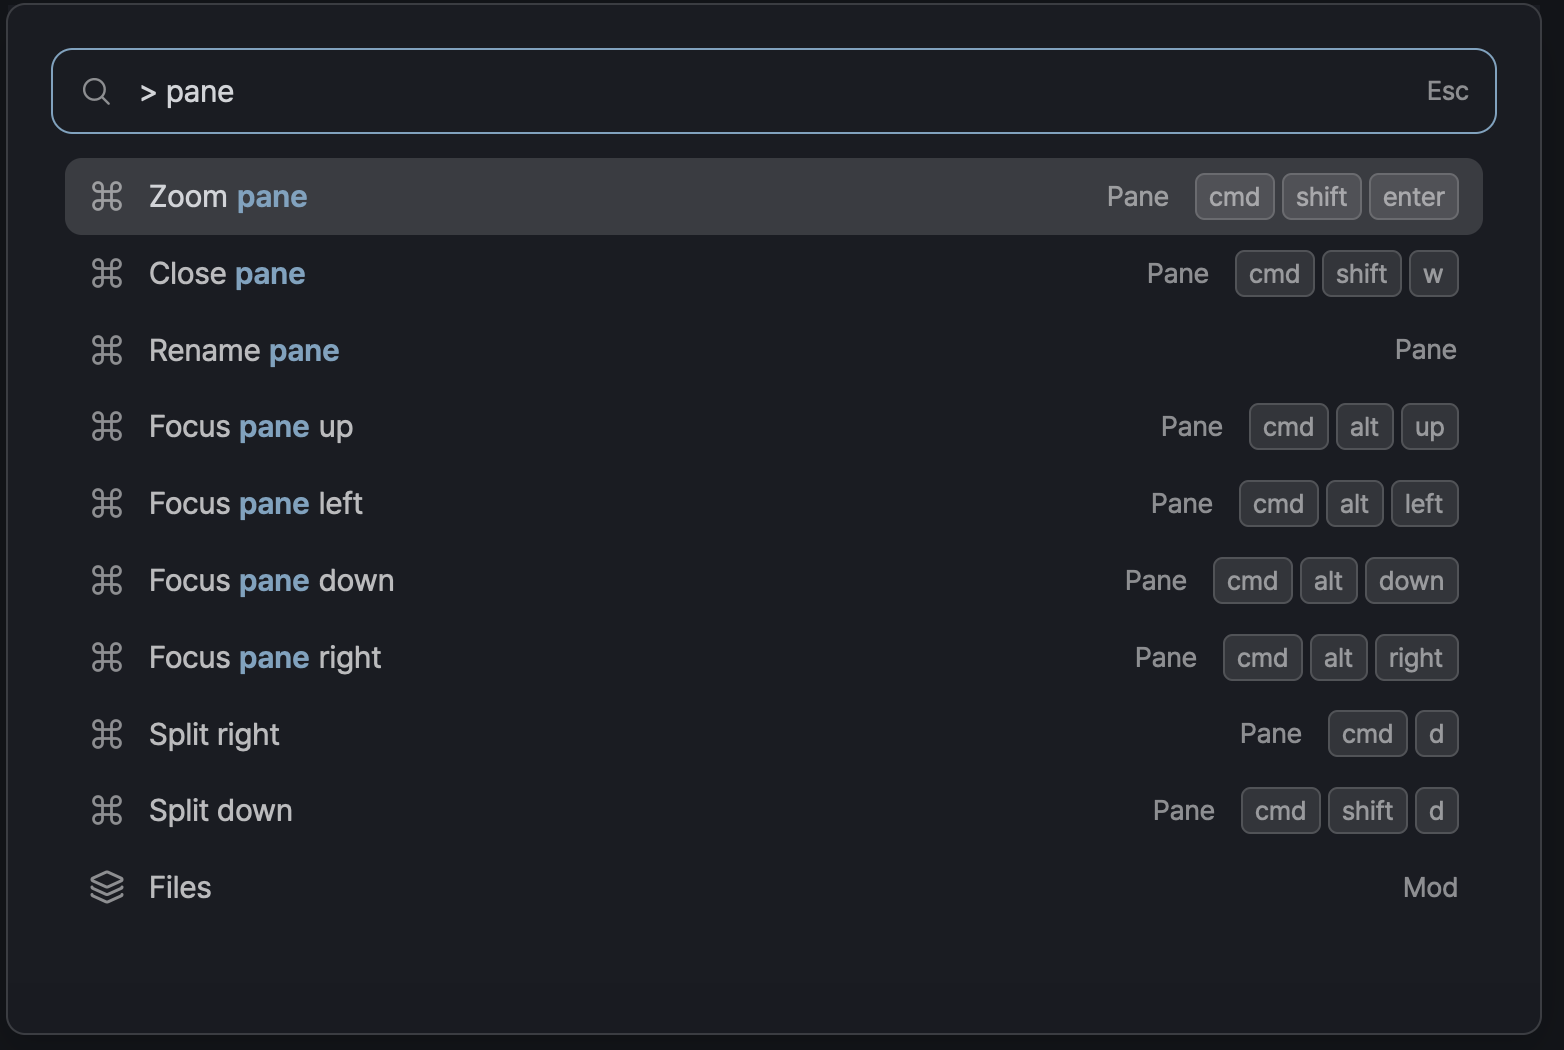 > pane Esc
Zoom pane Pane cmd shift enter
Close pane Pane cmd shift w
Rename pane Pane
Focus pane up Pane cmd alt up
Focus pane left Pane cmd alt left
Focus pane down Pane cmd alt down
Focus pane right Pane cmd alt right
Split right Pane cmd d
Split down Pane cmd shift d
Files Mod